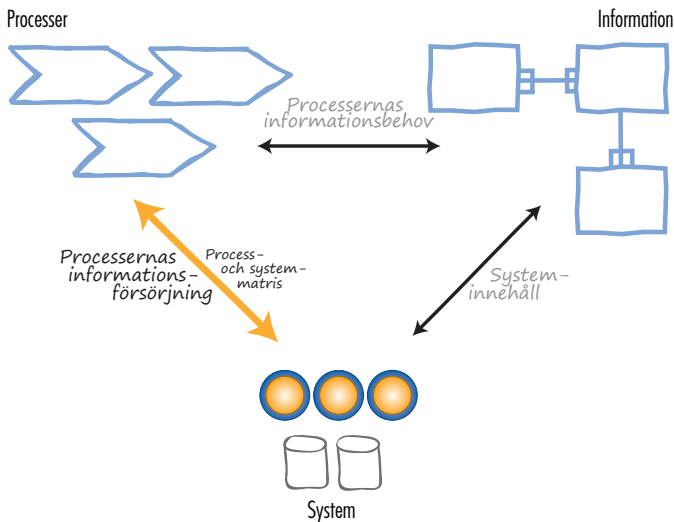 Processer
Information
Processernas
informationsbehov
Processernas
informations-
försörjning
Process-
och system-
matris
System-
innehåll
System